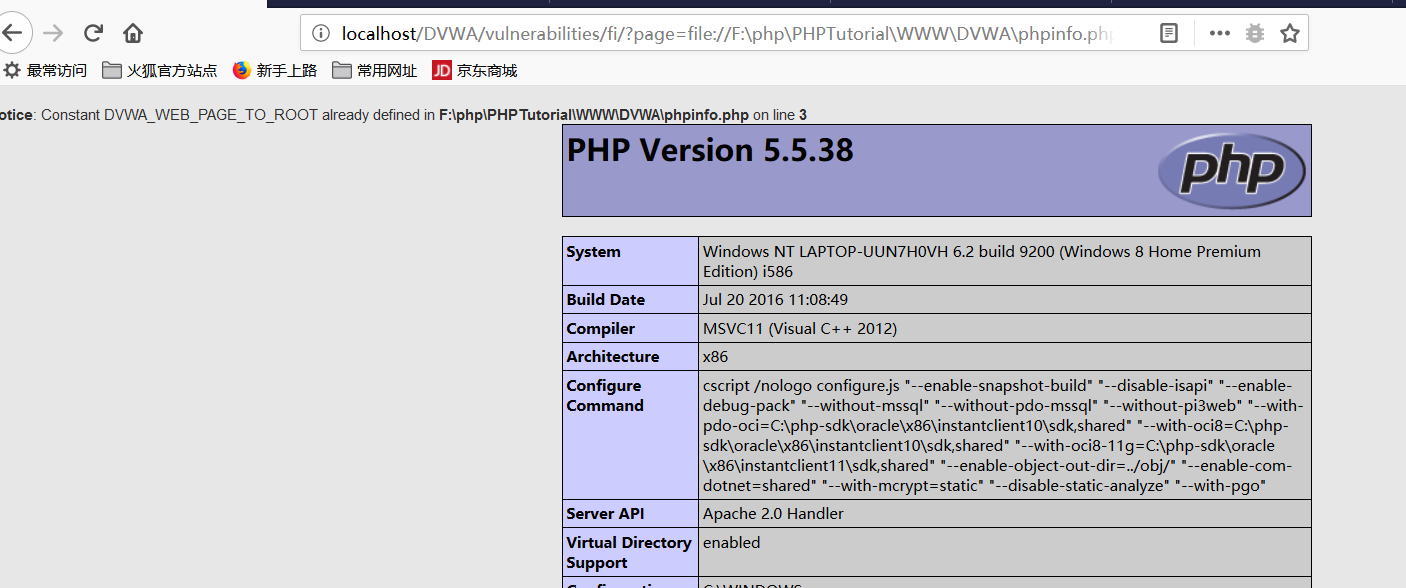 localhost/DVWA/vulnerabilities/fi/?page=file://F:\php\PHPTutorial\WWW\DVWA\phpinfo.php
最常访问 火狐官方站点 新手上路 常用网址 JD 京东商城
otice: Constant DVWA_WEB_PAGE_TO_ROOT already defined in F:\php\PHPTutorial\WWW\DVWA\phpinfo.php on line 3
PHP Version 5.5.38
php
System
Windows NT LAPTOP-UUN7H0VH 6.2 build 9200 (Windows 8 Home Premium
Edition) i586
Build Date
Jul 20 2016 11:08:49
Compiler
MSVC11 (Visual C++ 2012)
Architecture
x86
Configure
Command
cscript /nologo configure.js "--enable-snapshot-build" "--disable-isapi" "--enable-
debug-pack" "--without-mssql" "--without-pdo-mssql" "--without-pi3web" "--with-
pdo-oci=C:\php-sdk\oracle\x86\instantclient10\sdk,shared" "--with-oci8=C:\php-
sdk\oracle\x86\instantclient10\sdk,shared" "--with-oci8-11g=C:\php-sdk\oracle
\x86\instantclient11\sdk,shared" "--enable-object-out-dir=../obj/" "--enable-com-
dotnet=shared" "--with-mcrypt=static" "--disable-static-analyze" "--with-pgo"
Server API
Apache 2.0 Handler
Virtual Directory
Support
enabled